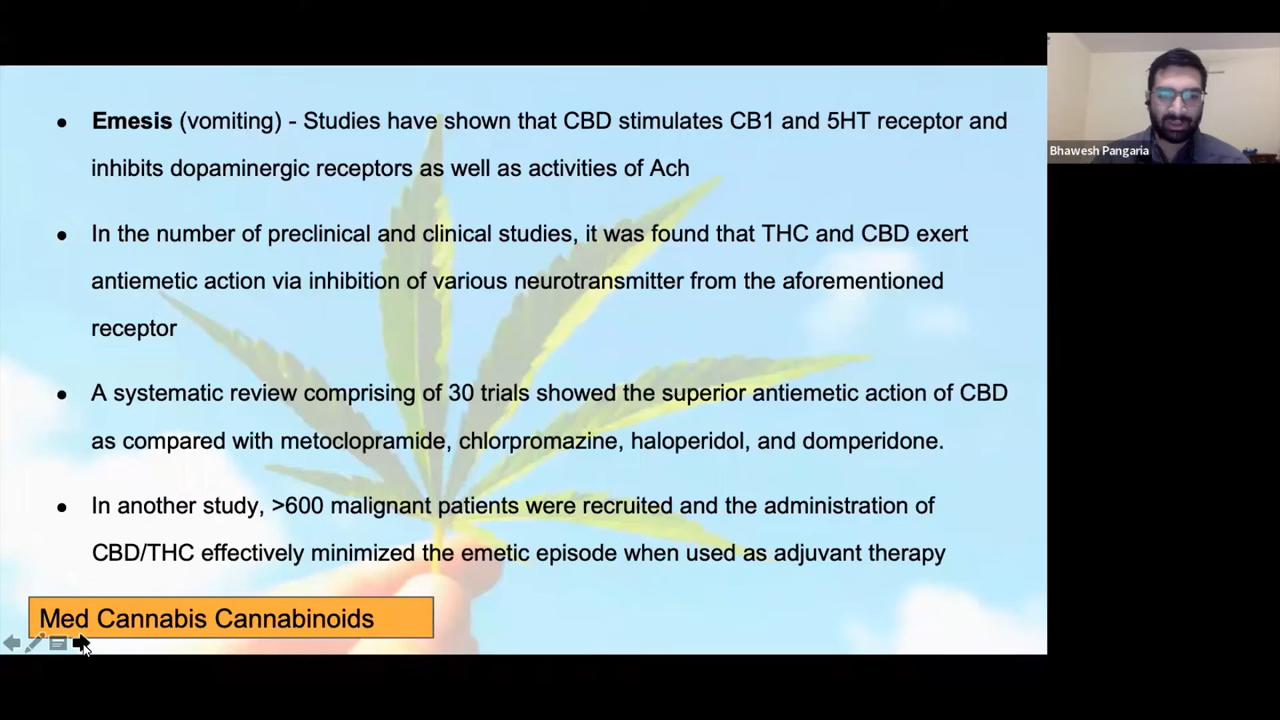 ● Emesis (vomiting) - Studies have shown that CBD stimulates CB1 and 5HT receptor and
inhibits dopaminergic receptors as well as activities of Ach
● In the number of preclinical and clinical studies, it was found that THC and CBD exert
antiemetic action via inhibition of various neurotransmitter from the aforementioned
receptor
● A systematic review comprising of 30 trials showed the superior antiemetic action of CBD
as compared with metoclopramide, chlorpromazine, haloperidol, and domperidone.
● In another study, >600 malignant patients were recruited and the administration of
CBD/THC effectively minimized the emetic episode when used as adjuvant therapy
Med Cannabis Cannabinoids
Bhawesh Pangaria